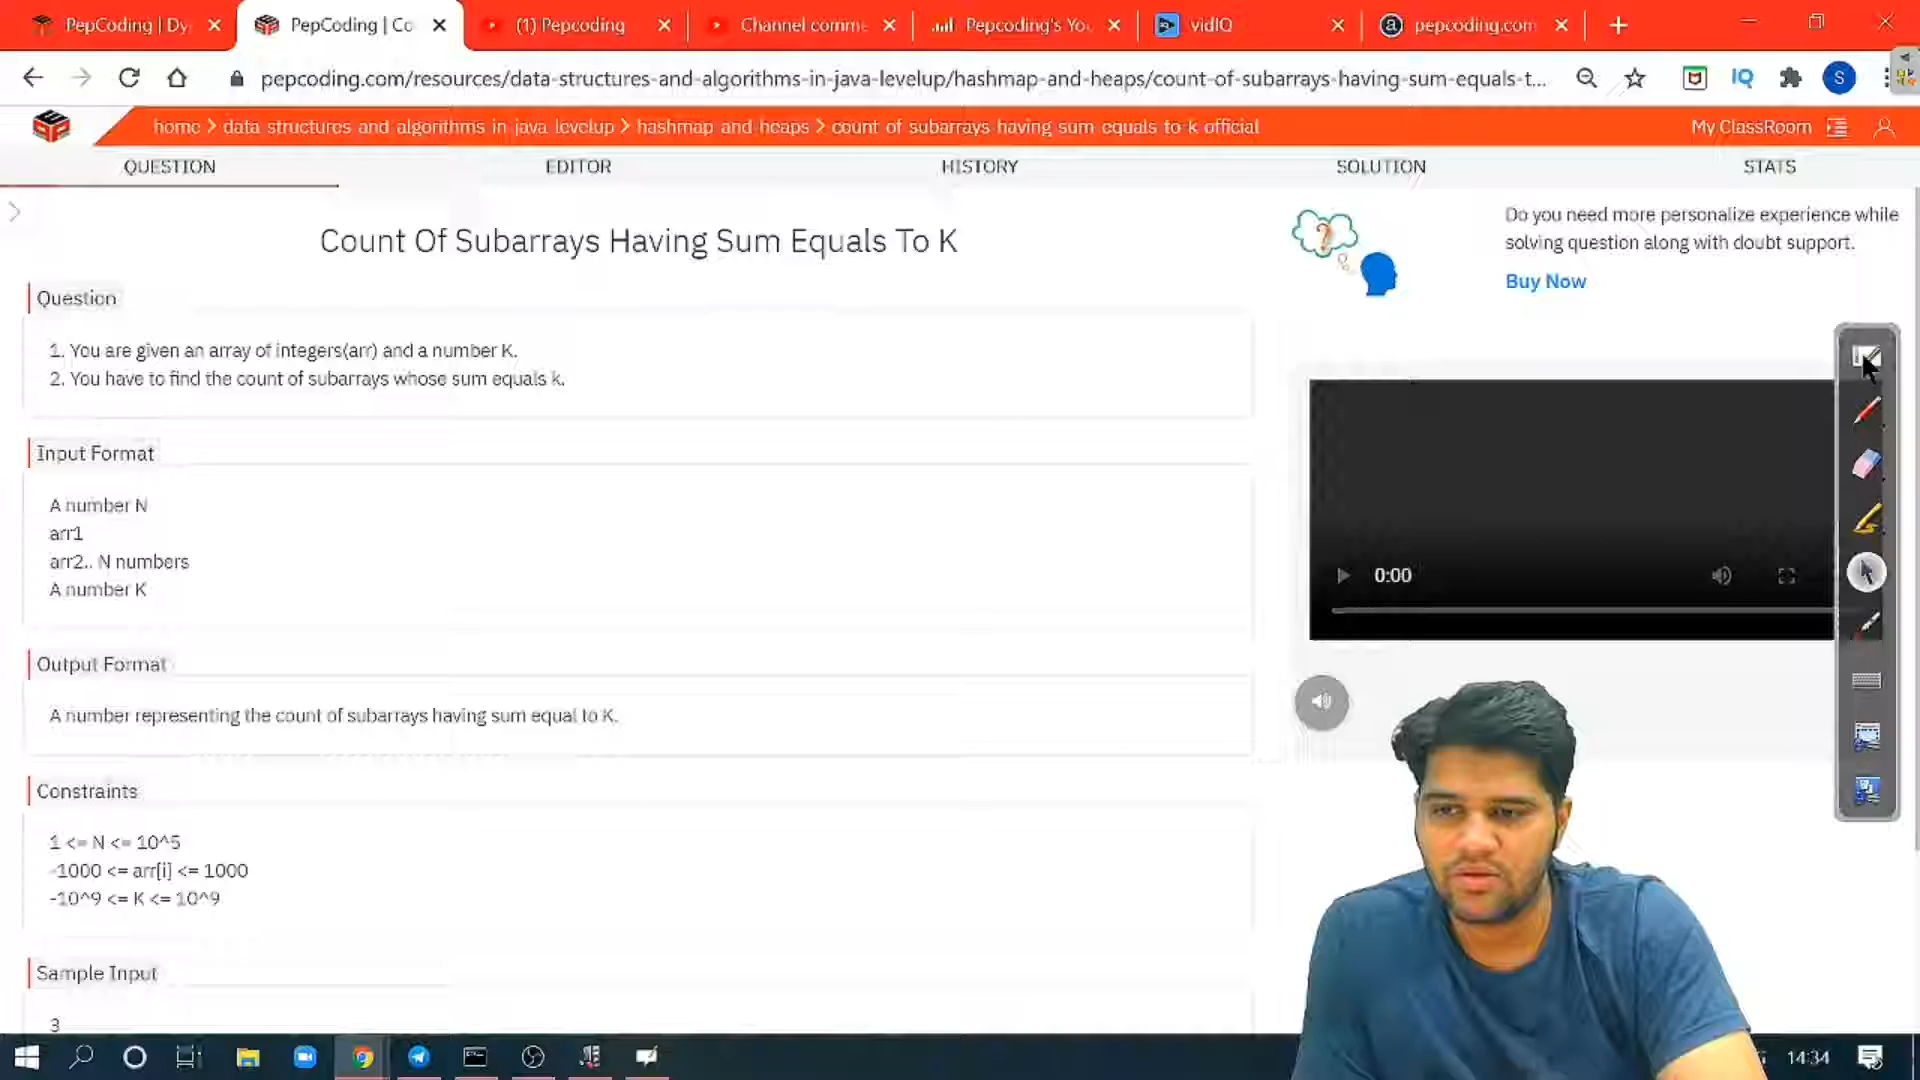 PepCoding | Dy
PepCoding | Co
(1) Pepcoding
Channel comme
Pepcoding's You
vidIQ
pepcoding.com
pepcoding.com/resources/data-structures-and-algorithms-in-java-levelup/hashmap-and-heaps/count-of-subarrays-having-sum-equals-t...
IQ
S
home > data structures and algorithms in java levelup > hashmap and heaps > count of subarrays having sum equals to k official
My ClassRoom
QUESTION
EDITOR
HISTORY
SOLUTION
STATS
Count Of Subarrays Having Sum Equals To K
Do you need more personalize experience while
solving question along with doubt support.
Buy Now
Question
1. You are given an array of integers(arr) and a number K.
2. You have to find the count of subarrays whose sum equals k.
Input Format
A number N
arr1
arr2.. N numbers
A number K
0:00
Output Format
A number representing the count of subarrays having sum equal to K.
Constraints
1 <= N <= 10^5
-1000 <= arr[i] <= 1000
-10^9 <= K <= 10^9
Sample Input
3
14:34